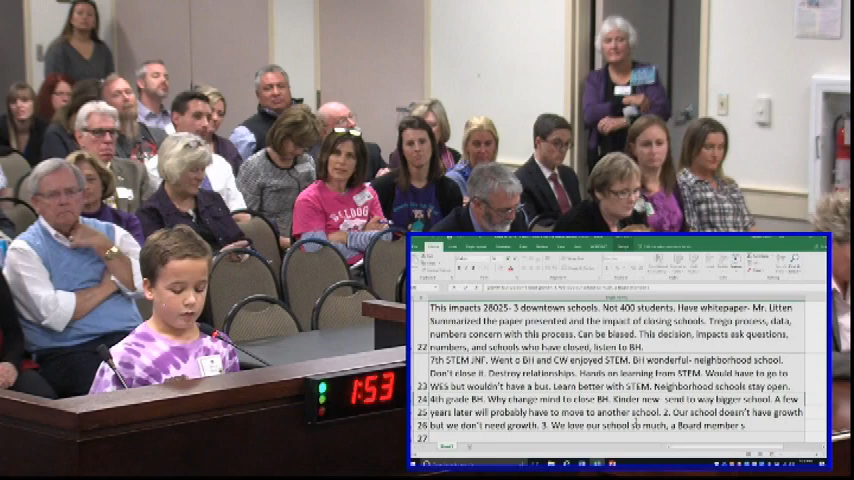 BULLDOG
1:53
This impacts 28025- 3 downtown schools. Not 400 students. Have whitepaper- Mr. Litten
Summarized the paper presented and the impact of closing schools. Trego process, data,
numbers concern with this process. Can be biased. This decision, impacts ask questions,
22 numbers, and schools who have closed, listen to BH.
7th STEM JNF. Went o BH and CW enjoyed STEM. BH wonderful- neighborhood school.
Don't close it. Destroy relationships. Hands on learning from STEM. Would have to go
23 WES but wouldn't have a bus. Learn better with STEM. Neighborhood schools stay open.
24 4th grade BH. Why change mind to close BH. Kinder new- send to way bigger school. A few
25 years later will probably have to move to another school. 2. Our school doesn't have growth
26 but we don't need growth. 3. We love our school so much, a Board member s
27